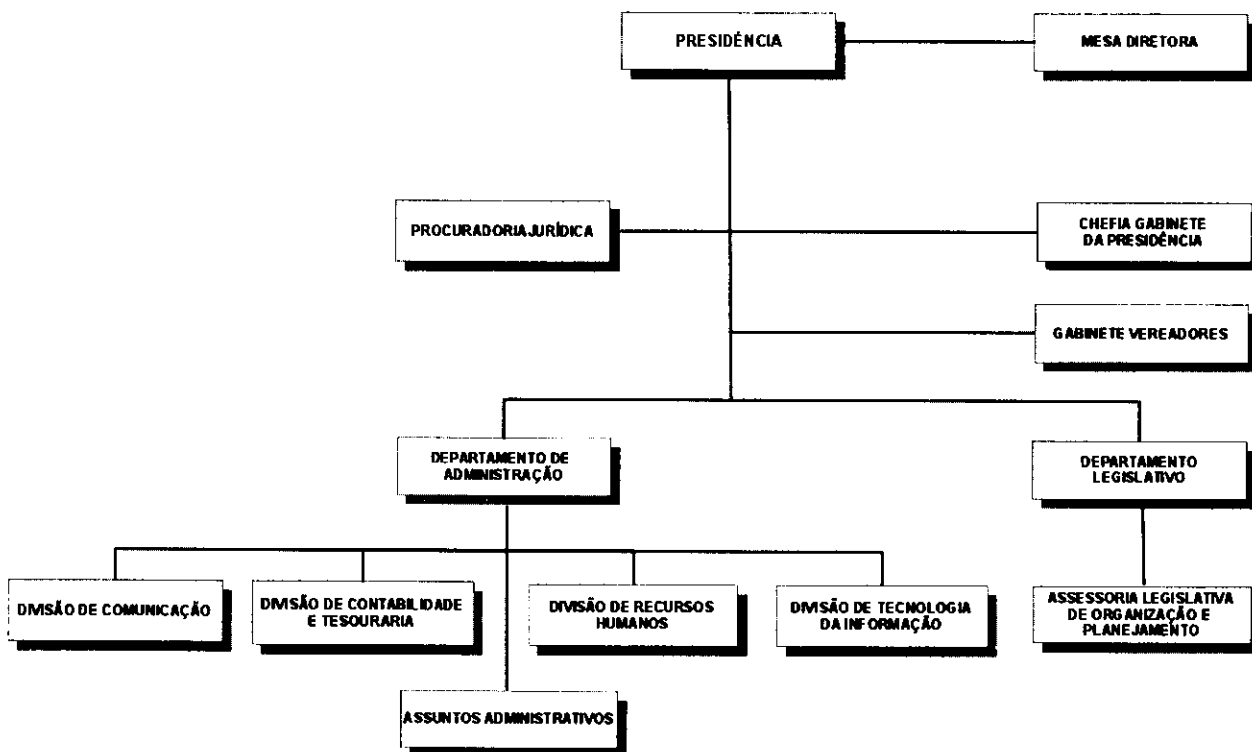 PRESIDÊNCIA
MESA DIRETORA
PROCURADORIA JURÍDICA
CHEFIA GABINETE
DA PRESIDÊNCIA
GABINETE VEREADORES
DEPARTAMENTO DE
ADMINISTRAÇÃO
DEPARTAMENTO
LEGISLATIVO
DIVISÃO DE COMUNICAÇÃO
DIVISÃO DE CONTABILIDADE
E TESOURARIA
DIVISÃO DE RECURSOS
HUMANOS
DIVISÃO DE TECNOLOGIA
DA INFORMAÇÃO
ASSESSORIA LEGISLATIVA
DE ORGANIZAÇÃO E
PLANEJAMENTO
ASSUNTOS ADMINISTRATIVOS